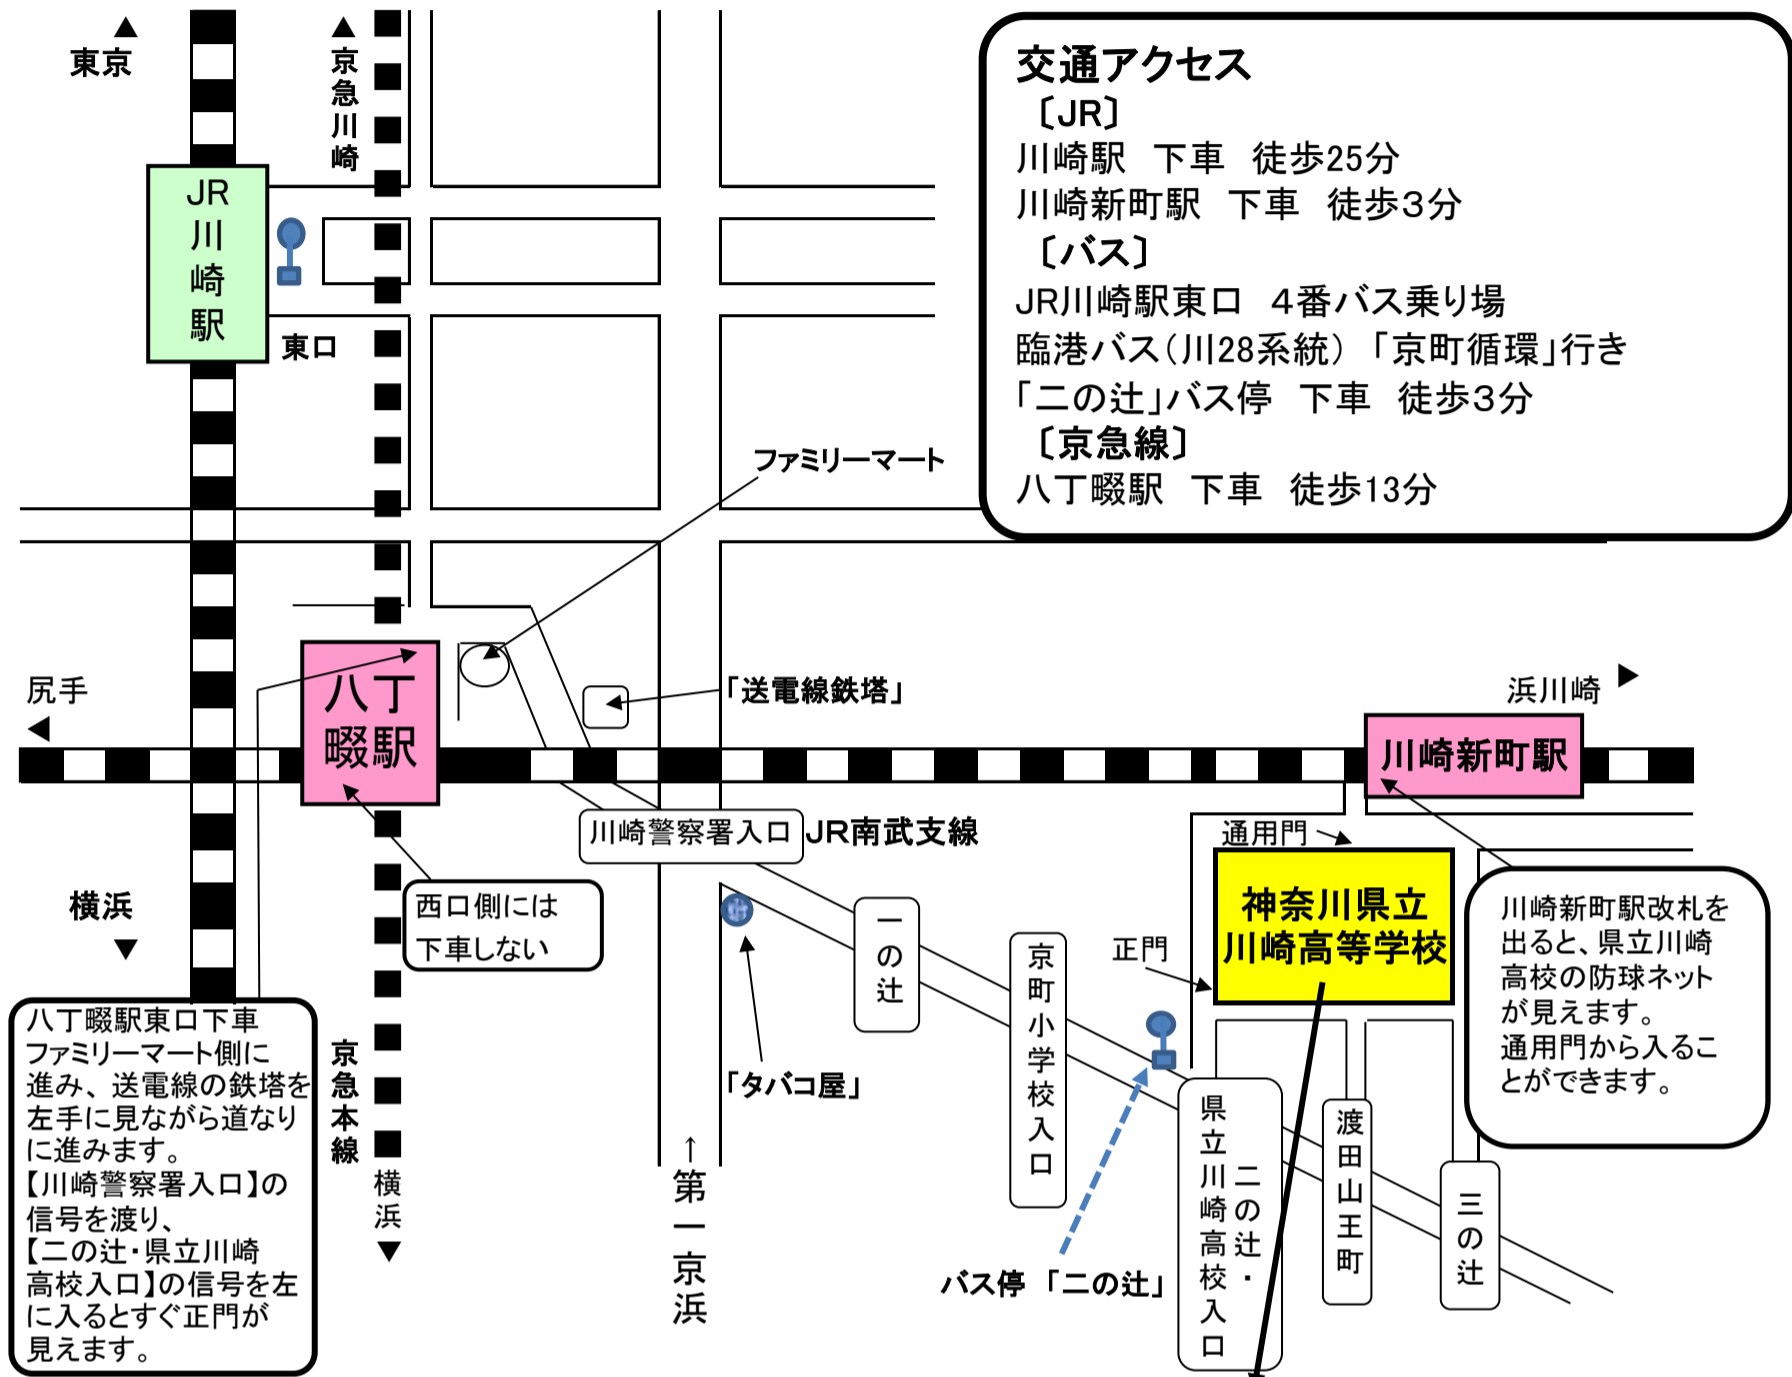 東京
京急川崎
交通アクセス
〔JR〕
川崎駅 下車 徒歩25分
川崎新町駅 下車 徒歩3分
〔バス〕
JR川崎駅東口 4番バス乗り場
臨港バス(川28系統)「京町循環」行き
「二の辻」バス停 下車 徒歩3分
〔京急線〕
八丁畷駅 下車 徒歩13分
JR川崎駅
東口
ファミリーマート
尻手
八丁
畷駅
「送電線鉄塔」
浜川崎
川崎新町駅
川崎警察署入口
JR南武支線
通用門
横浜
西口側には
下車しない
一の辻
京町小学校入口
正門
神奈川県立
川崎高等学校
川崎新町駅改札を
出ると、県立川崎
高校の防球ネット
が見えます。
通用門から入るこ
とができます。
八丁畷駅東口下車
ファミリーマート側に
進み、送電線の鉄塔を
左手に見ながら道なり
に進みます。
【川崎警察署入口】の
信号を渡り、
【二の辻・県立川崎
高校入口】の信号を左
に入るとすぐ正門が
見えます。
京急本線
横浜
「タバコ屋」
↑第一京浜
バス停 「二の辻」
二の辻・
県立川崎高校入口
渡田山王町
三の辻